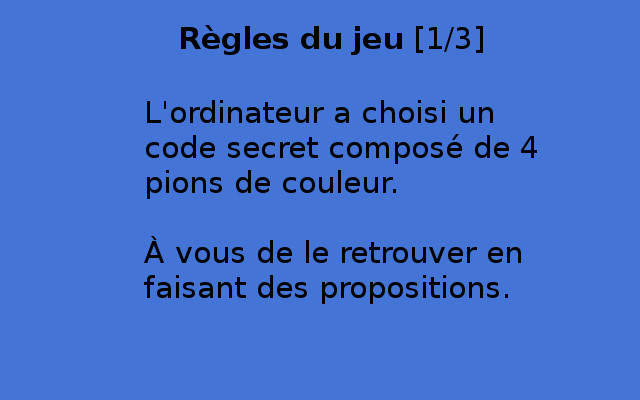 Règles du jeu [1/3]
L'ordinateur a choisi un
code secret composé de 4
pions de couleur.
À vous de le retrouver en
faisant des propositions.